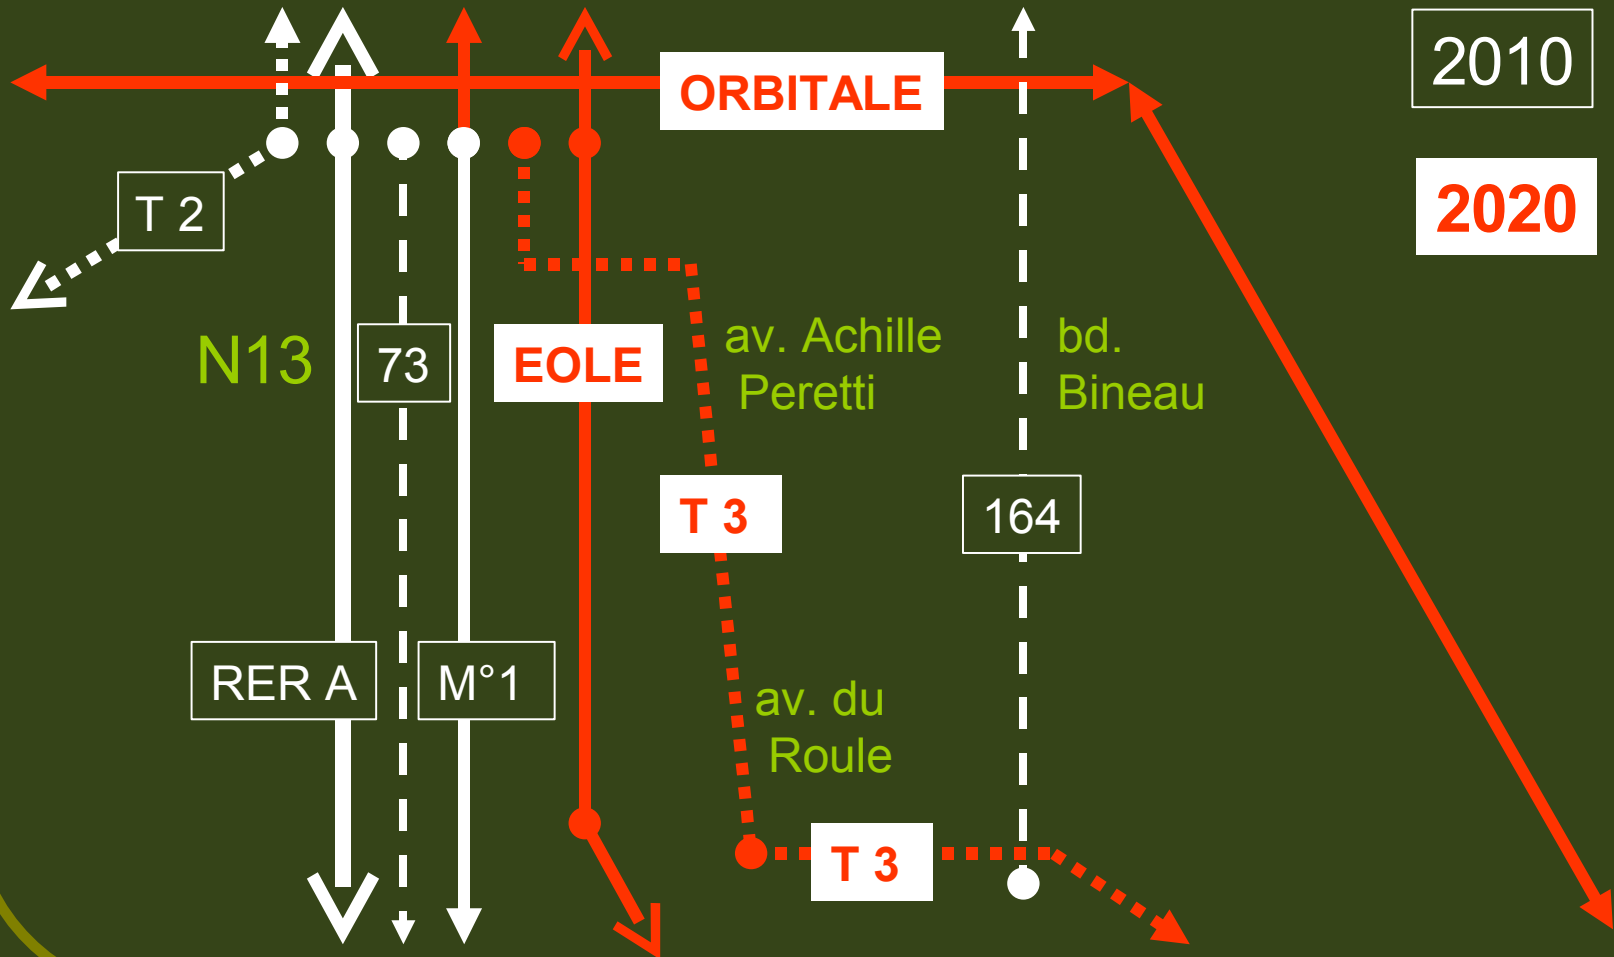 2010
ORBITALE
2020
T 2
N13
73
EOLE
av. Achille
Peretti
bd.
Bineau
T 3
164
RER A
M°1
av. du
Roule
T 3